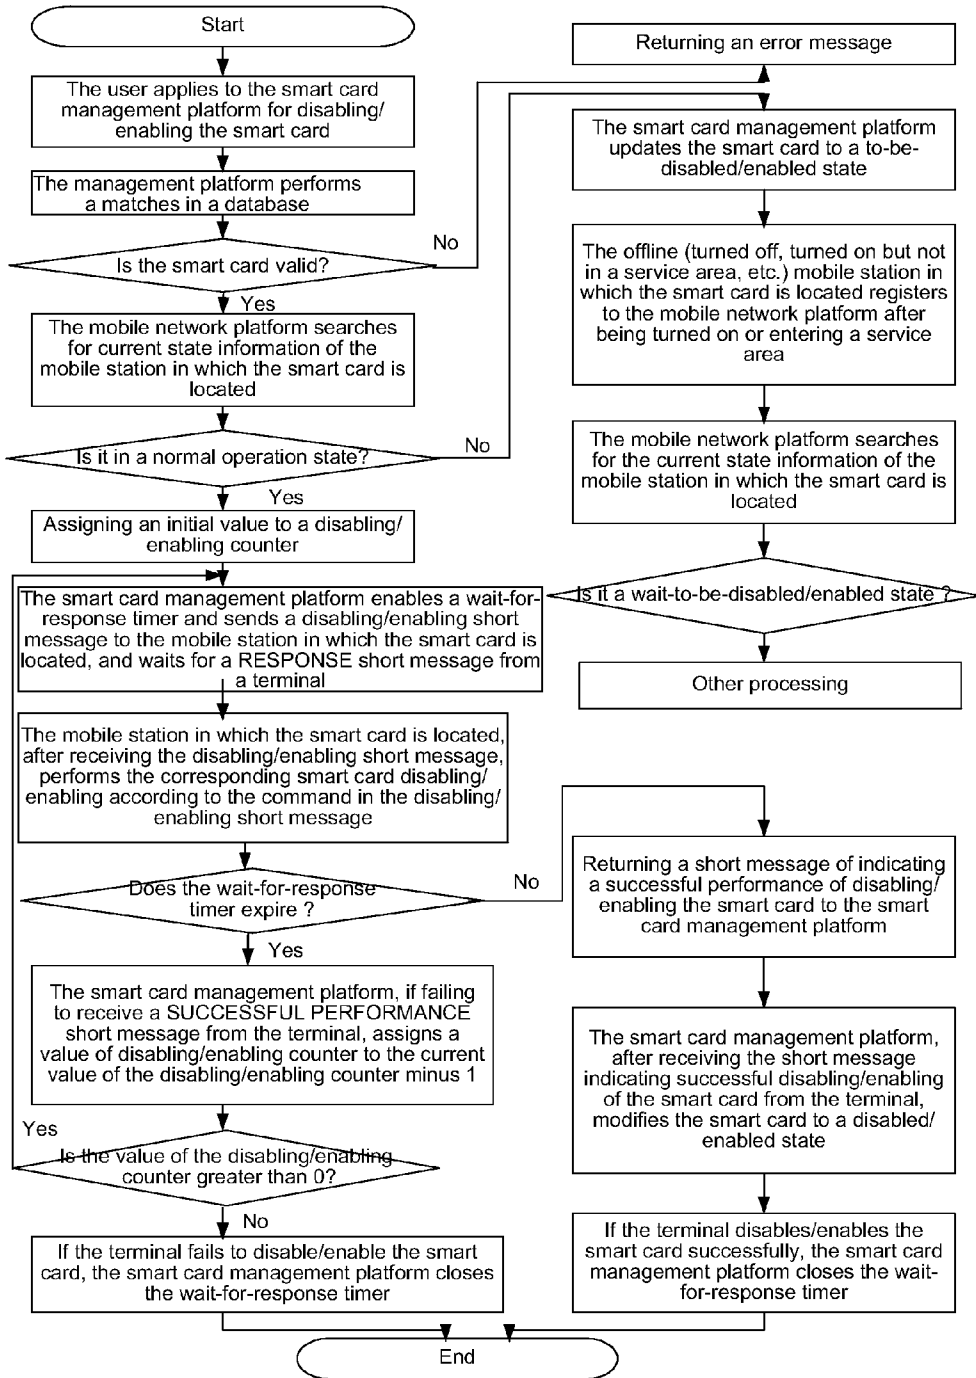 Start
The user applies to the smart card
management platform for disabling/
enabling the smart card
The management platform performs
a matches in a database
Is the smart card valid?
No
Yes
The mobile network platform searches
for current state information of the
mobile station in which the smart card is
located
Is it in a normal operation state?
No
Yes
Assigning an initial value to a disabling/
enabling counter
The smart card management platform enables a wait-for-
response timer and sends a disabling/enabling short
message to the mobile station in which the smart card is
located, and waits for a RESPONSE short message from
a terminal
The mobile station in which the smart card is located,
after receiving the disabling/enabling short message,
performs the corresponding smart card disabling/
enabling according to the command in the disabling/
enabling short message
Does the wait-for-response
timer expire ?
No
Yes
The smart card management platform, if failing
to receive a SUCCESSFUL PERFORMANCE
short message from the terminal, assigns a
value of disabling/enabling counter to the current
value of the disabling/enabling counter minus 1
Yes
Is the value of the disabling/enabling
counter greater than 0?
No
If the terminal fails to disable/enable the smart
card, the smart card management platform closes
the wait-for-response timer
Returning an error message
The smart card management platform
updates the smart card to a to-be-
disabled/enabled state
The offline (turned off, turned on but not
in a service area, etc.) mobile station in
which the smart card is located registers
to the mobile network platform after
being turned on or entering a service
area
The mobile network platform searches
for the current state information of the
mobile station in which the smart card is
located
Is it a wait-to-be-disabled/enabled state ?
Other processing
Returning a short message of indicating
a successful performance of disabling/
enabling the smart card to the smart
card management platform
The smart card management platform,
after receiving the short message
indicating successful disabling/enabling
of the smart card from the terminal,
modifies the smart card to a disabled/
enabled state
If the terminal disables/enables the
smart card successfully, the smart card
management platform closes the wait-
for-response timer
End